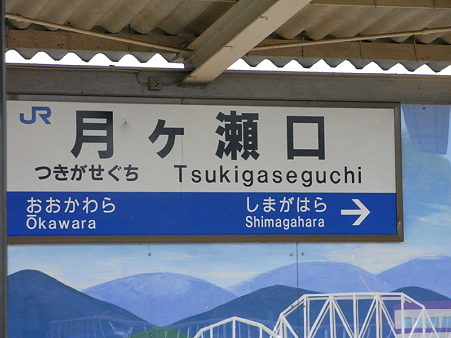 JR
月ヶ瀬口
つきがせぐち Tsukigaseguchi
おおかわら しまがはら →
Ōkawara Shimagahara